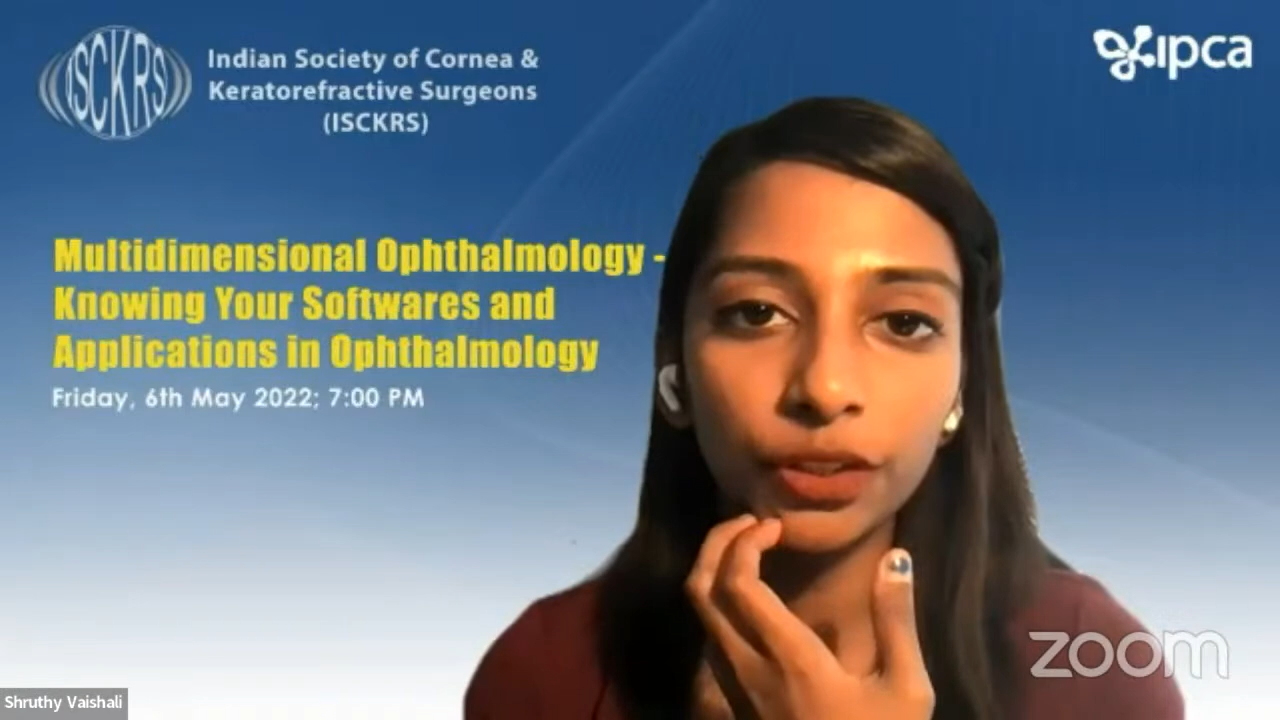 ISCKRS
Indian Society of Cornea &
Keratorefractive Surgeons
(ISCKRS)
ipca
Multidimensional Ophthalmology -
Knowing Your Softwares and
Applications in Ophthalmology
Friday, 6th May 2022; 7:00 PM
zoom
Shruthy Vaishali